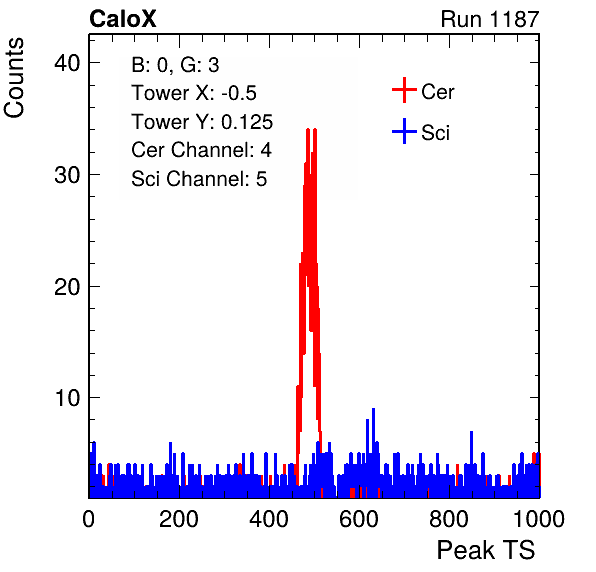 CaloX Run 1187
Counts
B: 0, G: 3
Tower X: -0.5
Tower Y: 0.125
Cer Channel: 4
Sci Channel: 5
Cer
Sci
40
30
20
10
0 200 400 600 800 1000
Peak TS